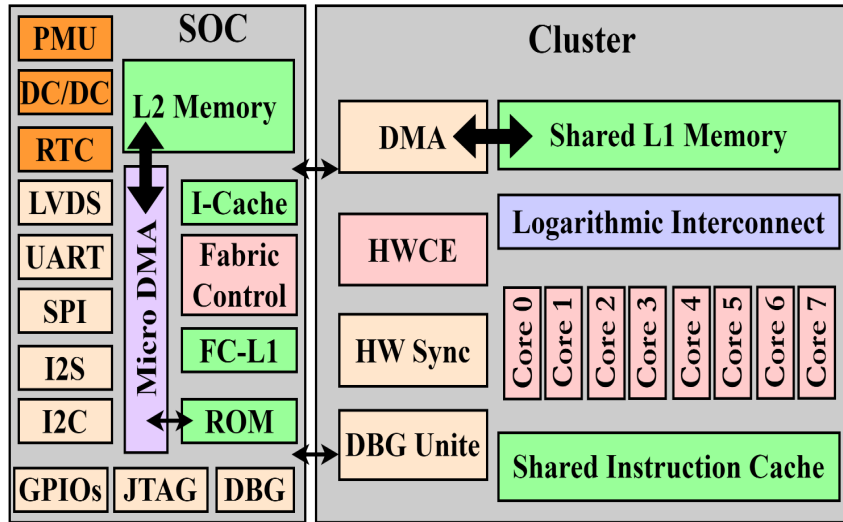 SOC
PMU
DC/DC
RTC
LVDS
UART
SPI
I2S
I2C
GPIOs
JTAG
DBG
L2 Memory
Micro DMA
I-Cache
Fabric
Control
FC-L1
ROM
Cluster
DMA
HWCE
HW Sync
DBG Unite
Shared L1 Memory
Logarithmic Interconnect
Core 0
Core 1
Core 2
Core 3
Core 4
Core 5
Core 6
Core 7
Shared Instruction Cache